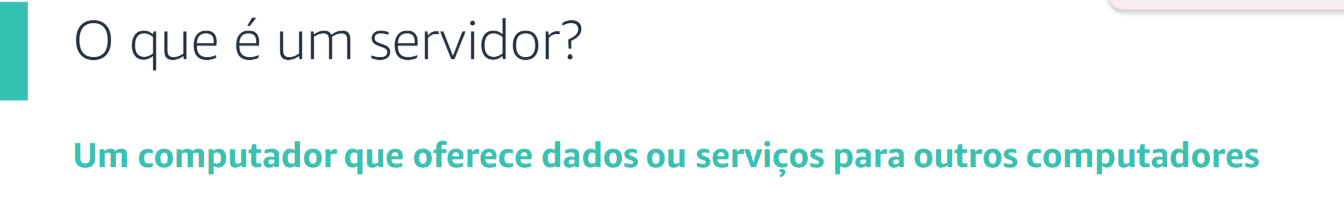 O que é um servidor?
Um computador que oferece dados ou serviços para outros computadores